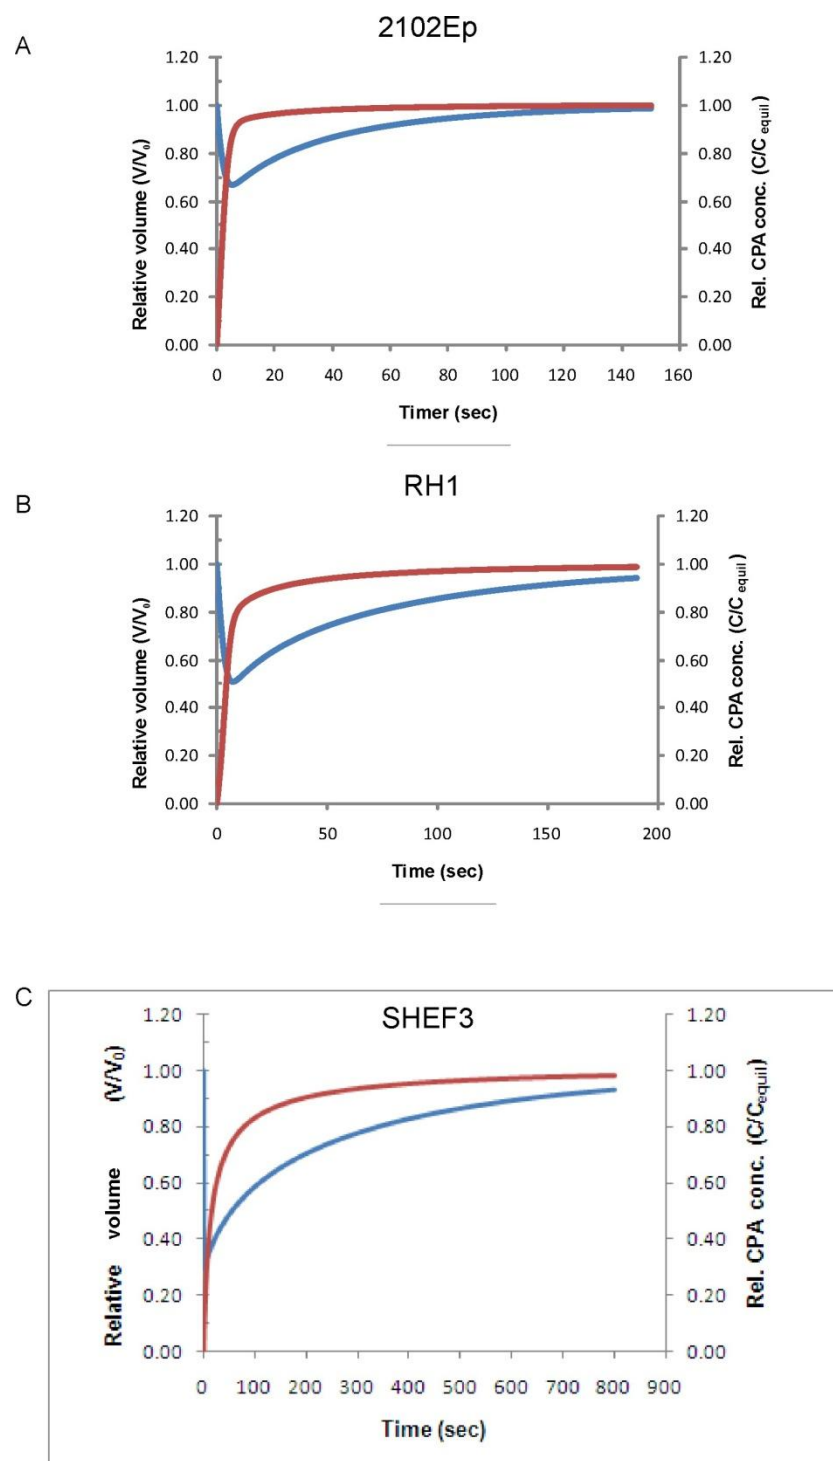 A
2102Ep
1.20 1.20
1.00 1.00
0.80 0.80
0.60 0.60
0.40 0.40
0.20 0.20
0.00 0.00
Relative volume (V/V₀)
Rel. CPA conc. (C/C equil)
0 20 40 60 80 100 120 140 160
Timer (sec)
B
RH1
1.20 1.20
1.00 1.00
0.80 0.80
0.60 0.60
0.40 0.40
0.20 0.20
0.00 0.00
Relative volume (V/V₀)
Rel. CPA conc. (C/C equil)
0 50 100 150 200
Time (sec)
C
SHEF3
1.20 1.20
1.00 1.00
0.80 0.80
0.60 0.60
0.40 0.40
0.20 0.20
0.00 0.00
Relative volume (V/V₀)
Rel. CPA conc. (C/Cequil)
0 100 200 300 400 500 600 700 800 900
Time (sec)